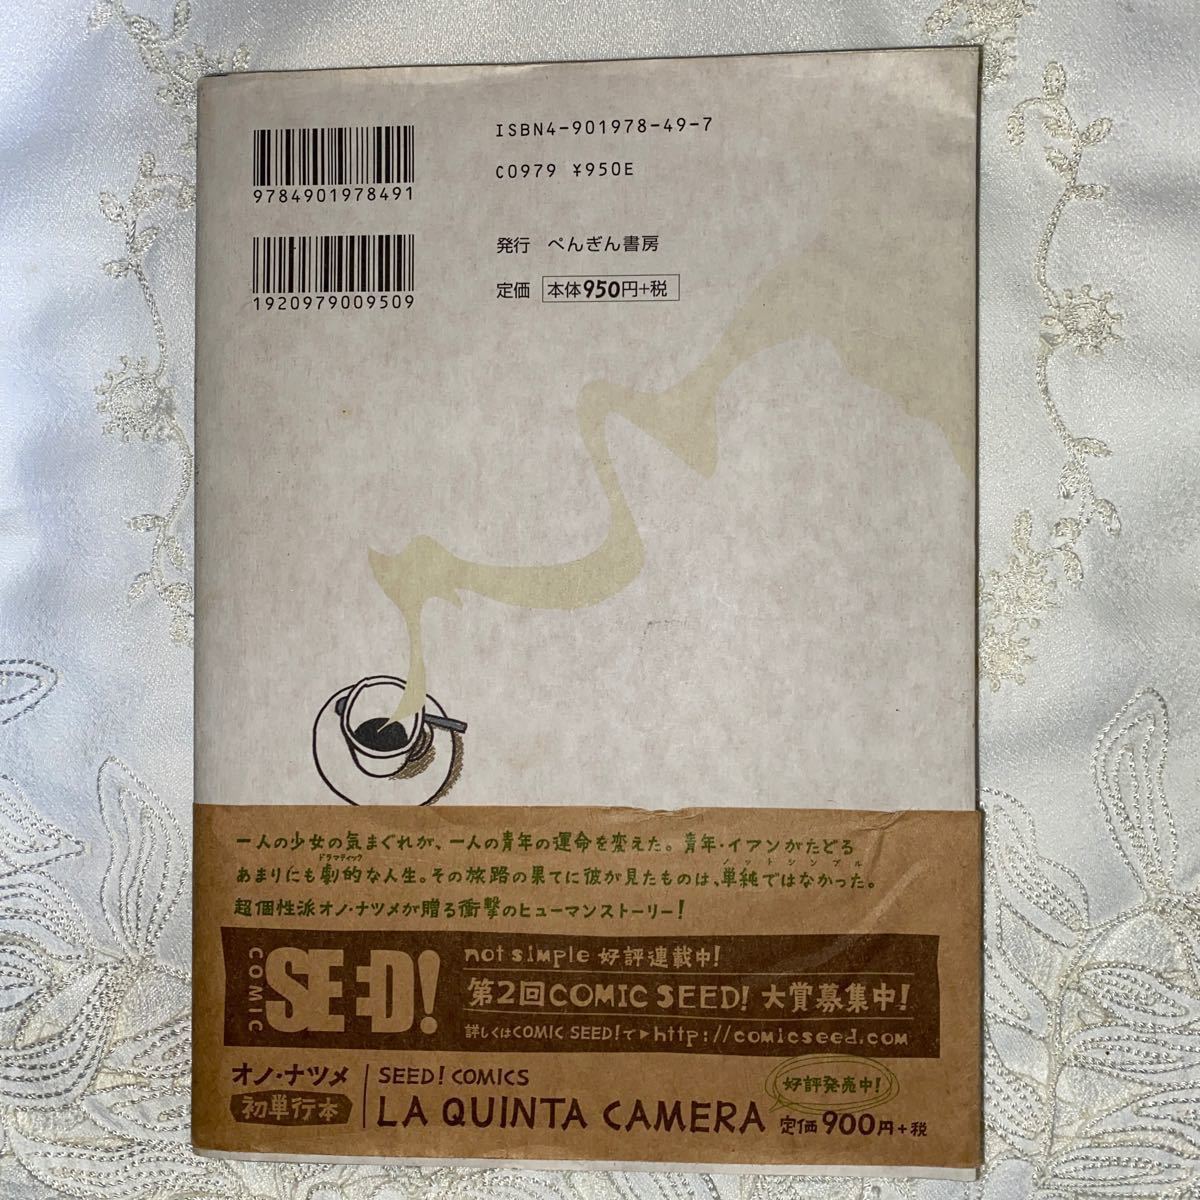 ISBN4-901978-49-7
C0979 ¥950E
9784901978491
発行 ぺんぎん書房
定価 本体950円+税
1920979009509
一人の少女の気まぐれが、一人の青年の運命を変えた。青年・イアンがたどる
ドラマティック
ノットシンプル
あまりにも劇的な人生。その旅路の果てに彼が見たものは、単純ではなかった。
超個性派オノ・ナツメが贈る衝撃のヒューマンストーリー!
COMIC SEED!
not simple 好評連載中!
第2回COMIC SEED! 大賞募集中!
詳しくはCOMIC SEED!で▶http://comicseed.com
オノ・ナツメ
初単行本
SEED! COMICS
LA QUINTA CAMERA
好評発売中!
定価900円+税